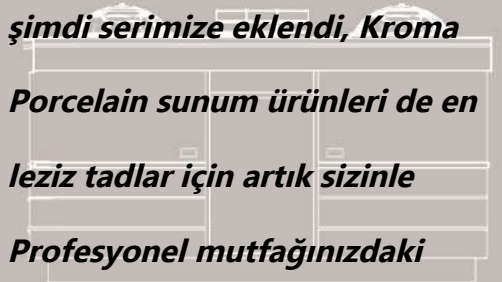 şimdi serimize eklendi, Kroma
Porcelain sunum ürünleri de en
leziz tadlar için artık sizinle
Profesyonel mutfağınızdaki